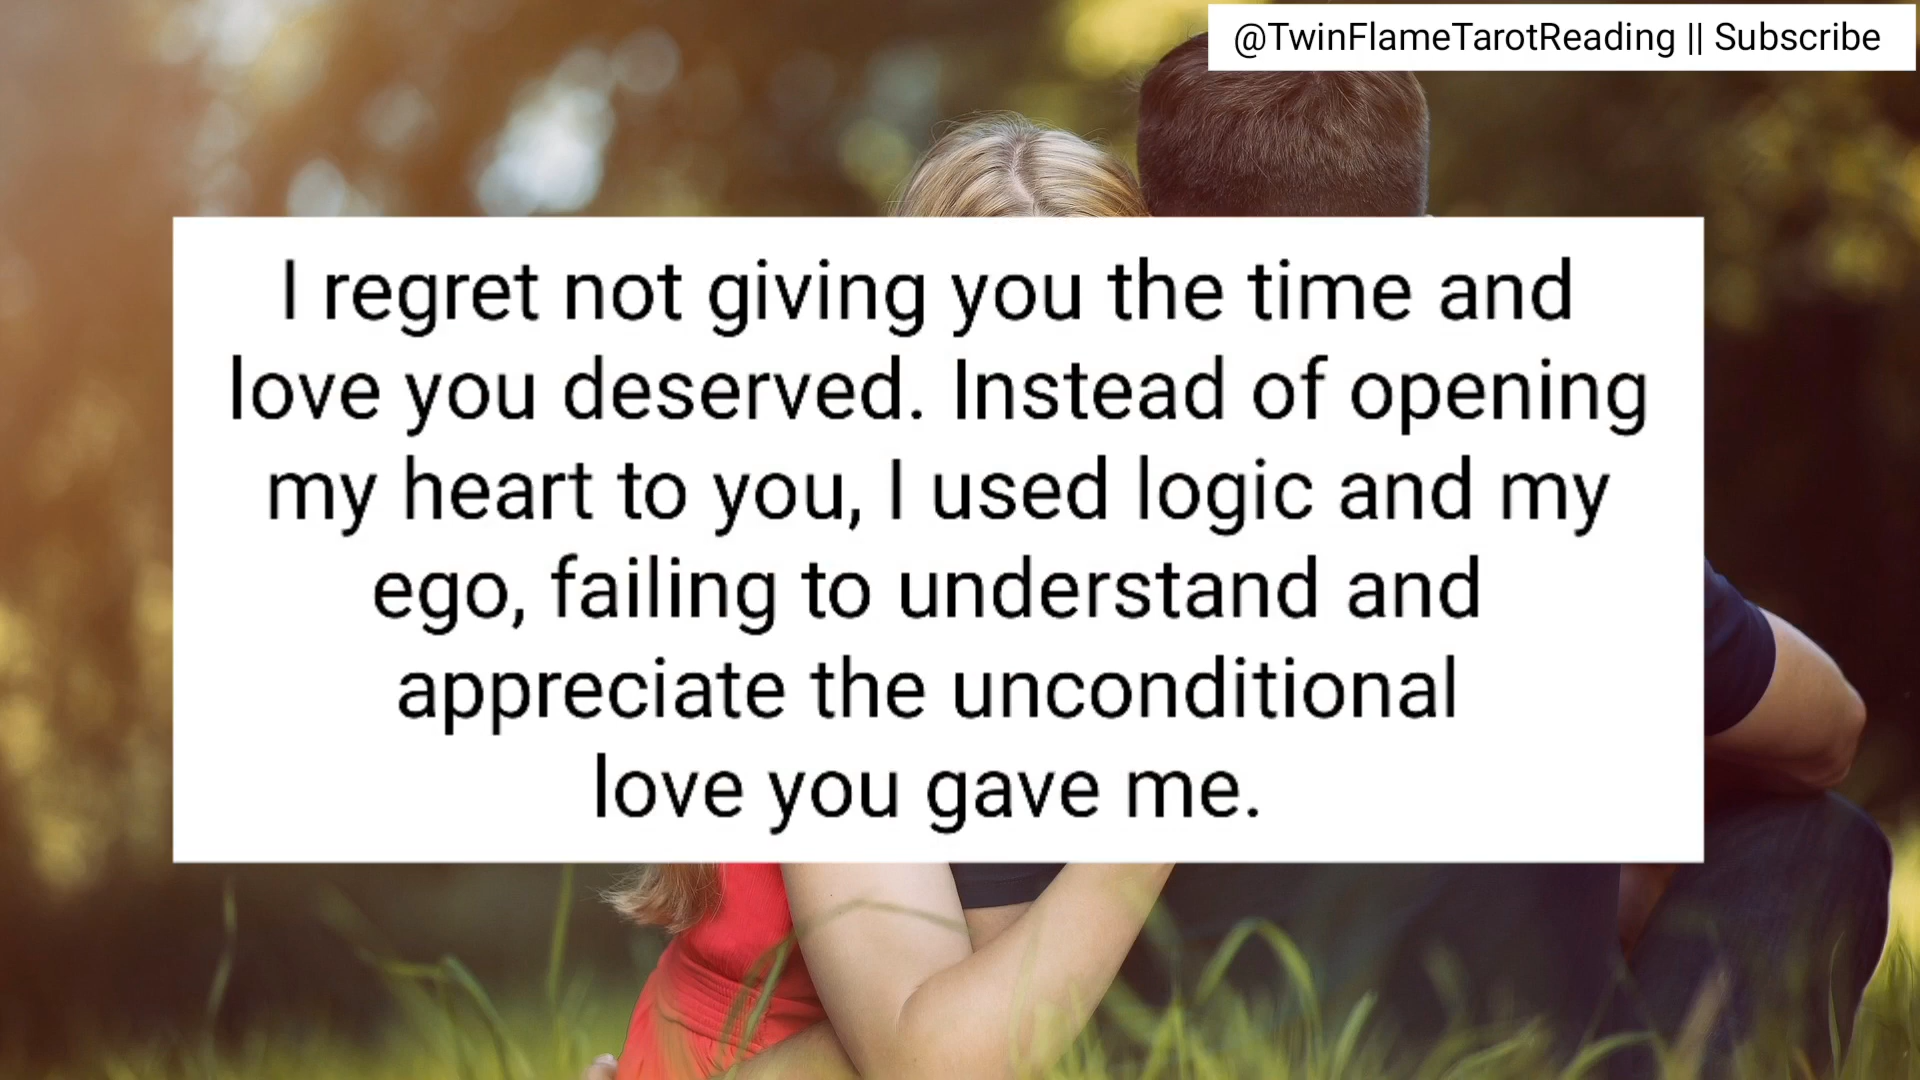 @TwinFlameTarotReading || Subscribe
I regret not giving you the time and
love you deserved. Instead of opening
my heart to you, I used logic and my
ego, failing to understand and
appreciate the unconditional
love you gave me.